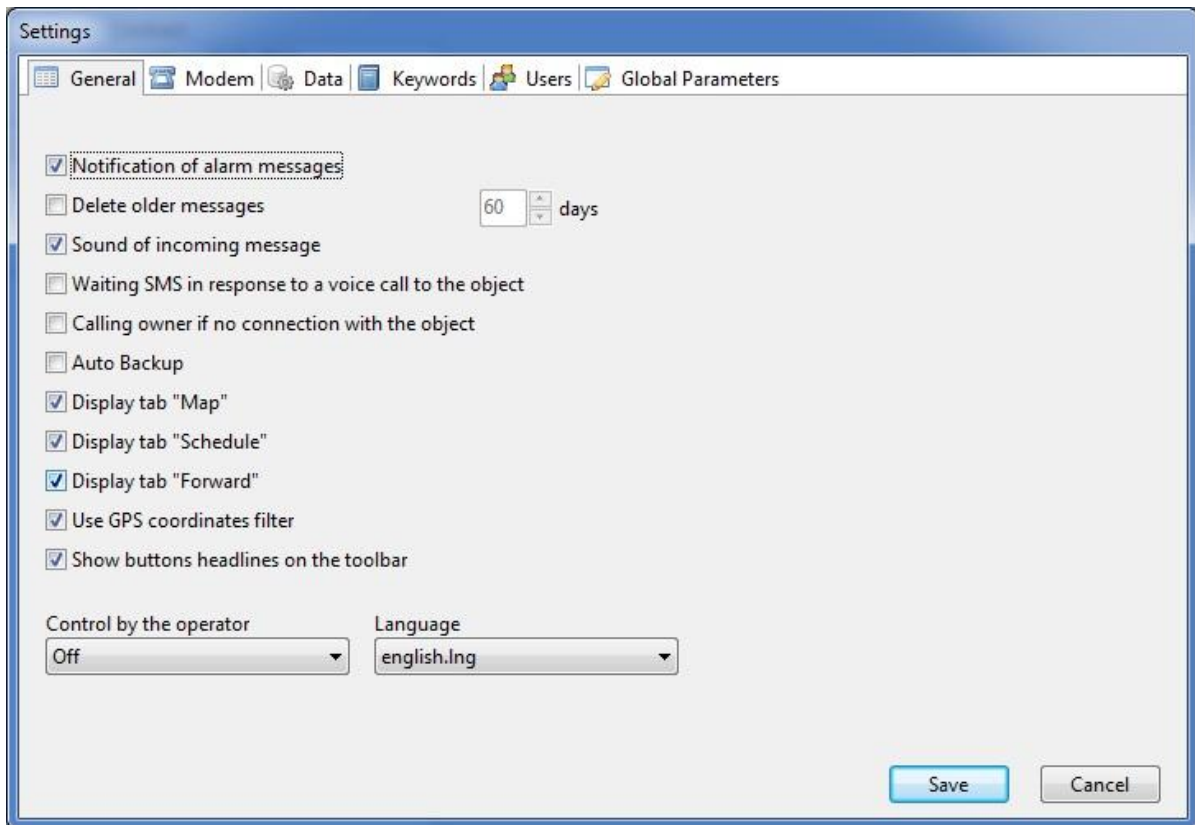 Settings
General Modem Data Keywords Users Global Parameters
Notification of alarm messages
Delete older messages 60 days
Sound of incoming message
Waiting SMS in response to a voice call to the object
Calling owner if no connection with the object
Auto Backup
Display tab "Map"
Display tab "Schedule"
Display tab "Forward"
Use GPS coordinates filter
Show buttons headlines on the toolbar
Control by the operator Language
Off english.lng
Save Cancel